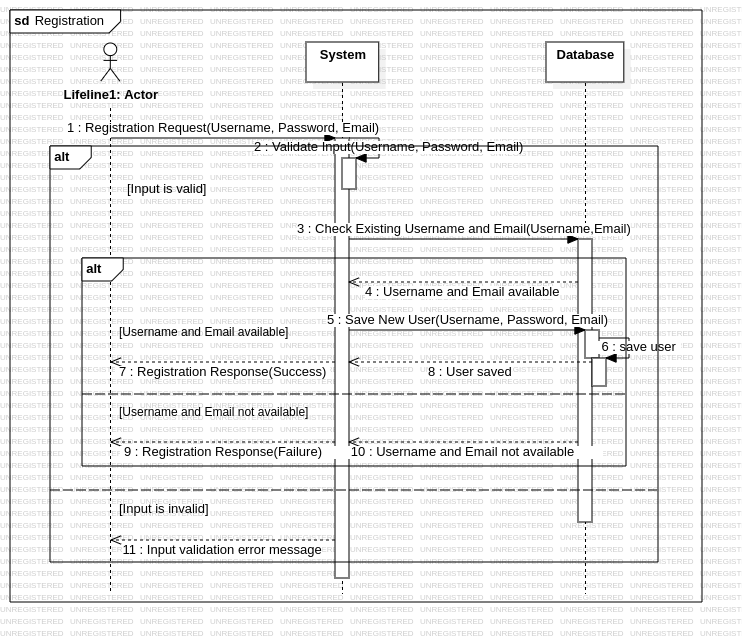 sd Registration
System
Database
Lifeline1: Actor
1 : Registration Request(Username, Password, Email)
2 : Validate Input(Username, Password, Email)
alt
[Input is valid]
3 : Check Existing Username and Email(Username,Email)
alt
4 : Username and Email available
5 : Save New User(Username, Password, Email)
[Username and Email available]
6 : save user
7 : Registration Response(Success)
8 : User saved
[Username and Email not available]
9 : Registration Response(Failure)
10 : Username and Email not available
[Input is invalid]
11 : Input validation error message
UNREGISTERED